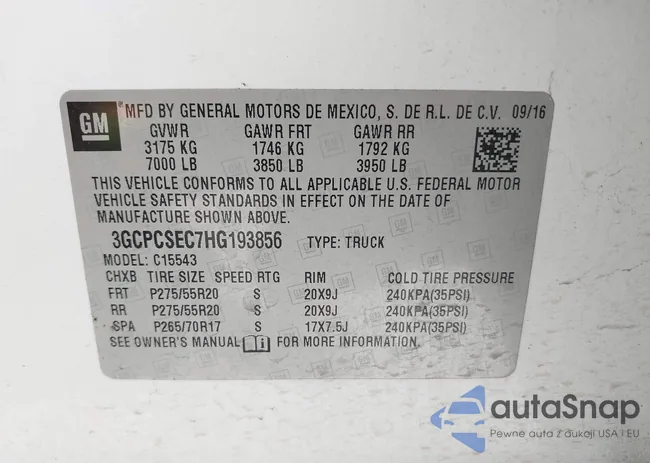 GM MFD BY GENERAL MOTORS DE MEXICO, S. DE R.L. DE C.V. 09/16
GVWR GAWR FRT GAWR RR
3175 KG 1746 KG 1792 KG
7000 LB 3850 LB 3950 LB
THIS VEHICLE CONFORMS TO ALL APPLICABLE U.S. FEDERAL MOTOR
VEHICLE SAFETY STANDARDS IN EFFECT ON THE DATE OF
MANUFACTURE SHOWN ABOVE.
3GCPCSEC7HG193856 TYPE: TRUCK
MODEL: C15543
CHXB TIRE SIZE SPEED RTG RIM COLD TIRE PRESSURE
FRT P275/55R20 S 20X9J 240KPA(35PSI)
RR P275/55R20 S 20X9J 240KPA(35PSI)
SPA P265/70R17 S 17X7.5J 240KPA(35PSI)
SEE OWNER'S MANUAL FOR MORE INFORMATION.
autaSnap
Pewne auta z aukcji USA i EU